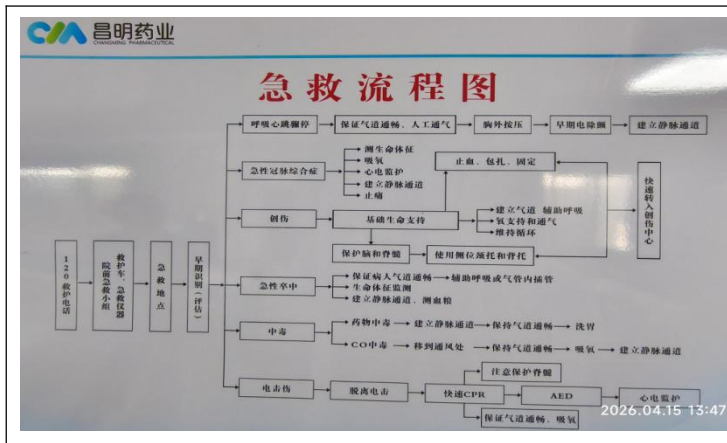 昌明药业
CHANGMING PHARMACEUTICAL
急救流程图
120救护电话
救护车、急救仪器
院前急救小组
急救地点
早期识别（评估）
呼吸心跳骤停
保证气道通畅、人工通气
胸外按压
早期电除颤
建立静脉通道
急性冠脉综合症
测生命体征
吸氧
心电监护
建立静脉通道
止痛
创伤
基础生命支持
止血、包扎、固定
建立气道 辅助呼吸
氧支持和通气
维持循环
保护脑和脊髓
使用侧位颈托和背托
快速转入创伤中心
急性卒中
保证病人气道通畅
辅助呼吸或气管内插管
生命体征监测
建立静脉通道、测血粮
中毒
药物中毒
建立静脉通道
保持气道通畅
洗胃
CO中毒
移到通风处
保持气道通畅
吸氧
建立静脉通道
电击伤
脱离电击
快速CPR
注意保护脊髓
保证气道通畅、吸氧
AED
心电监护
2026.04.15 13:47